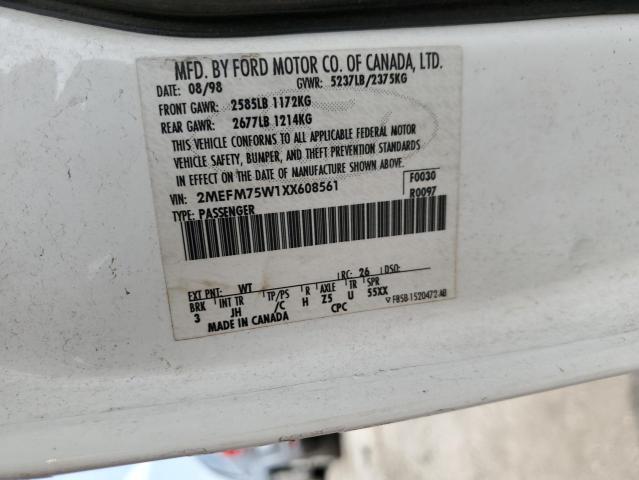 MFD. BY FORD MOTOR CO. OF CANADA, LTD.
DATE: 08/98 GVWR: 5237LB/2375KG
FRONT GAWR: 2585LB 1172KG
REAR GAWR: 2677LB 1214KG
THIS VEHICLE CONFORMS TO ALL APPLICABLE FEDERAL MOTOR
VEHICLE SAFETY, BUMPER, AND THEFT PREVENTION STANDARDS
IN EFFECT ON THE DATE OF MANUFACTURE SHOWN ABOVE.
VIN: 2MEFM75W1XX608561 F0030
TYPE: PASSENGER R0097
EXT PNT: WT RC: 26 DSO:
BRK INT TR TP/PS R AXLE TR SPR
3 JH /C H Z5 U 55XX
MADE IN CANADA CPC F85B-1520472-AB